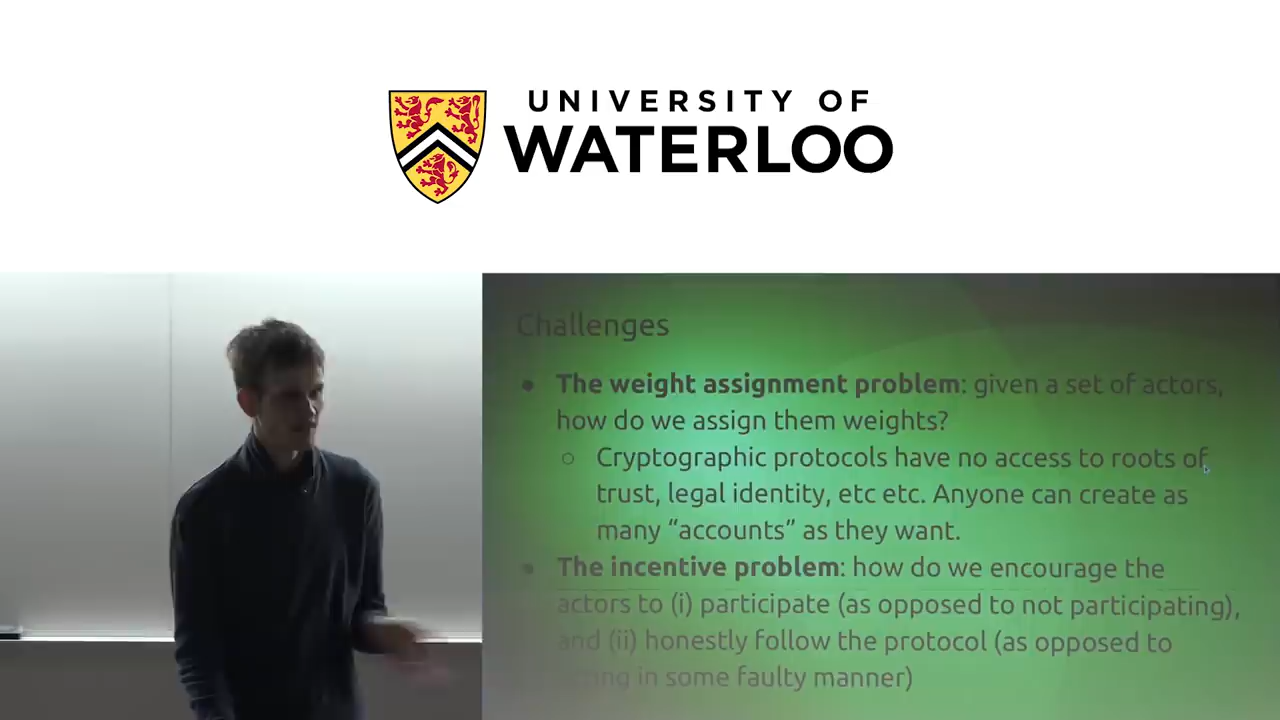 UNIVERSITY OF
WATERLOO
Challenges
● The weight assignment problem: given a set of actors,
how do we assign them weights?
○ Cryptographic protocols have no access to roots of
trust, legal identity, etc etc. Anyone can create as
many “accounts” as they want.
● The incentive problem: how do we encourage the
actors to (i) participate (as opposed to not participating),
and (ii) honestly follow the protocol (as opposed to
in some faulty manner)